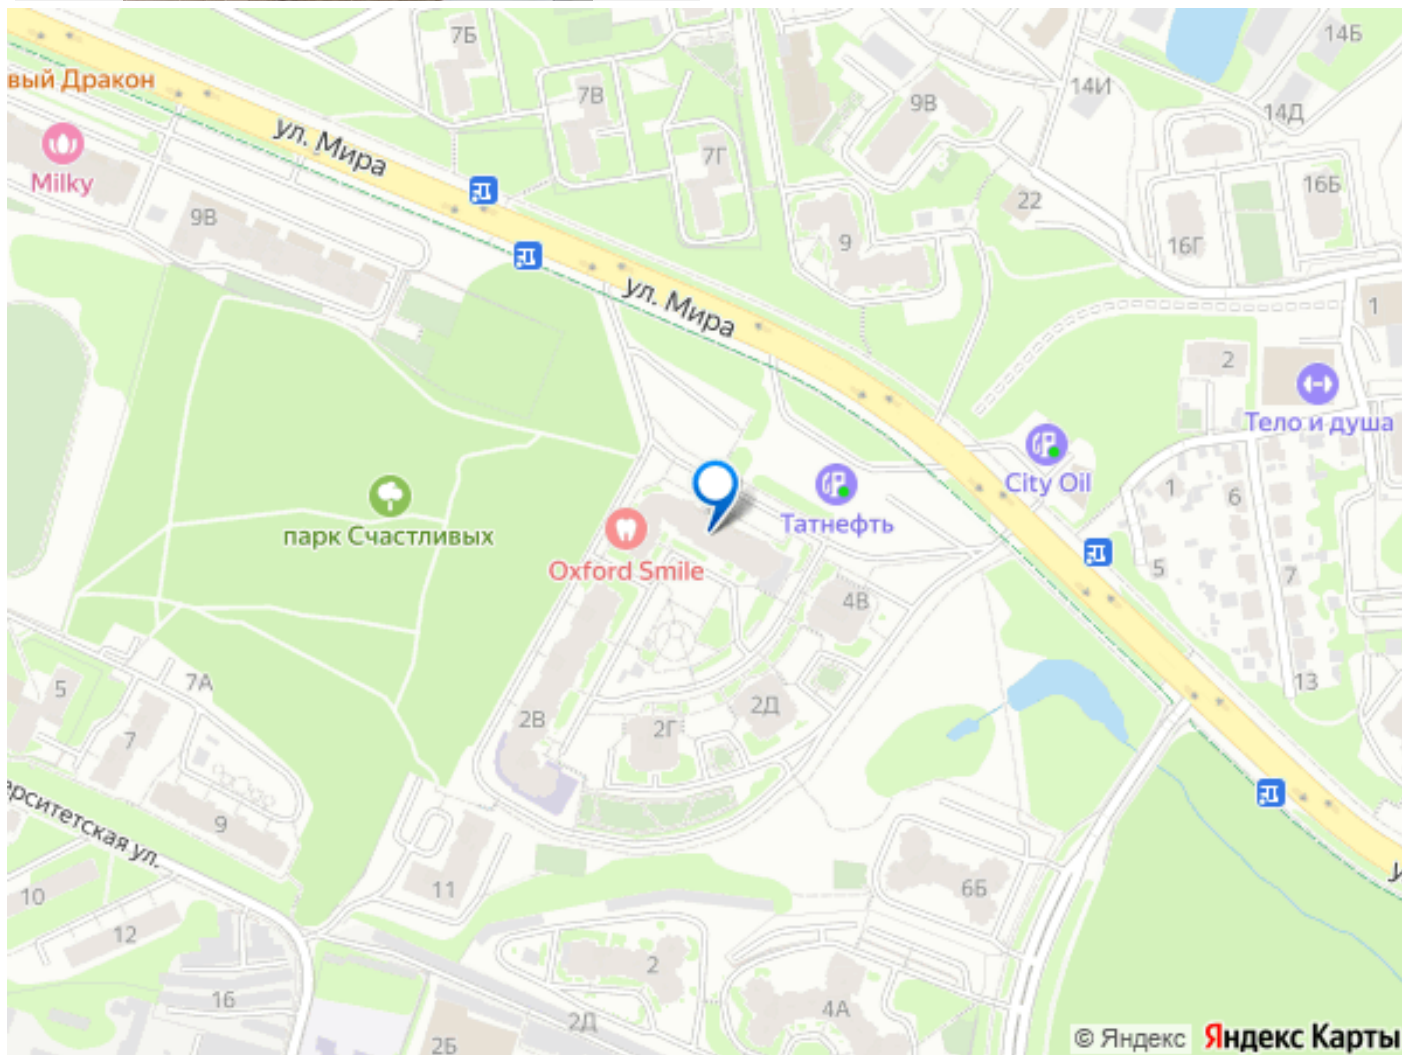 7Б
14Б
вый Дракон
7В
9В
14И
14Д
ул. Мира
7Г
Milky
16Б
22
9В
9
16Г
ул. Мира
1
2
Тело и душа
City Oil
1
6
парк Счастливых
Татнефть
Oxford Smile
5
7
4В
5
7А
13
2В
2Г
2Д
7
ерситетская ул.
9
11
6Б
10
12
2
16
4А
2Д
2Б
© Яндекс
Яндекс Карты